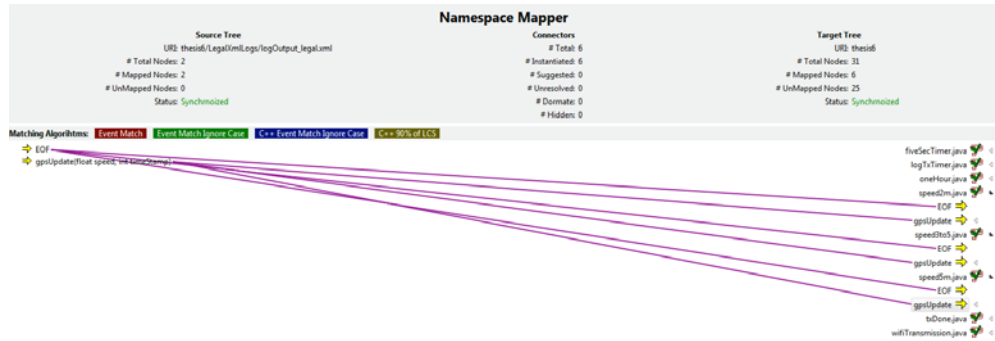 Namespace Mapper
Source Tree
URI: thesis6/LegalXmlLogs/logOutput_legal.xml
# Total Nodes: 2
# Mapped Nodes: 2
# UnMapped Nodes: 0
Status: Synchrnoized
Connectors
# Total: 6
# Instantiated: 6
# Suggested: 0
# Unresolved: 0
# Dormate: 0
# Hidden: 0
Target Tree
URI: thesis6
# Total Nodes: 31
# Mapped Nodes: 6
# UnMapped Nodes: 25
Status: Synchrnoized
Matching Algorihtms: Event Match Event Match Ignore Case C++ Event Match Ignore Case C++ 90% of LCS
EOF
gpsUpdate(float speed, int timeStamp)
fiveSecTimer.java
logTxTimer.java
oneHour.java
speed2m.java
EOF
gpsUpdate
speed3to5.java
EOF
gpsUpdate
speed5m.java
EOF
gpsUpdate
txDone.java
wifiTransmission.java